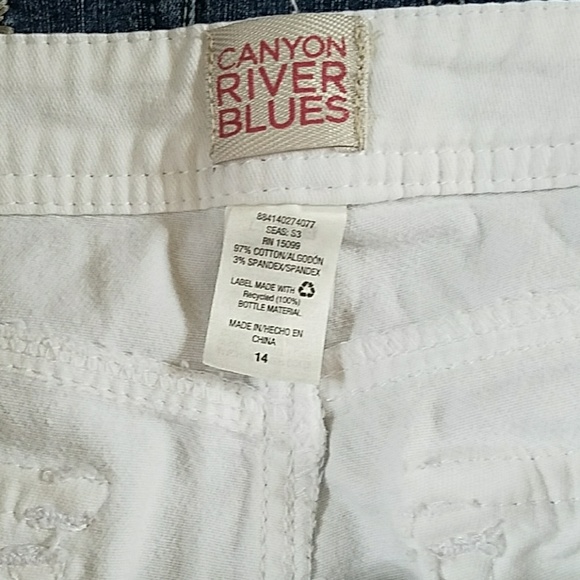 CANYON
RIVER
BLUES
884140274077
SEAS: S3
RN 15099
97% COTTON/ALGODÓN
3% SPANDEX/SPANDEX
LABEL MADE WITH
Recycled (100%)
BOTTLE MATERIAL
MADE IN/HECHO EN
CHINA
14